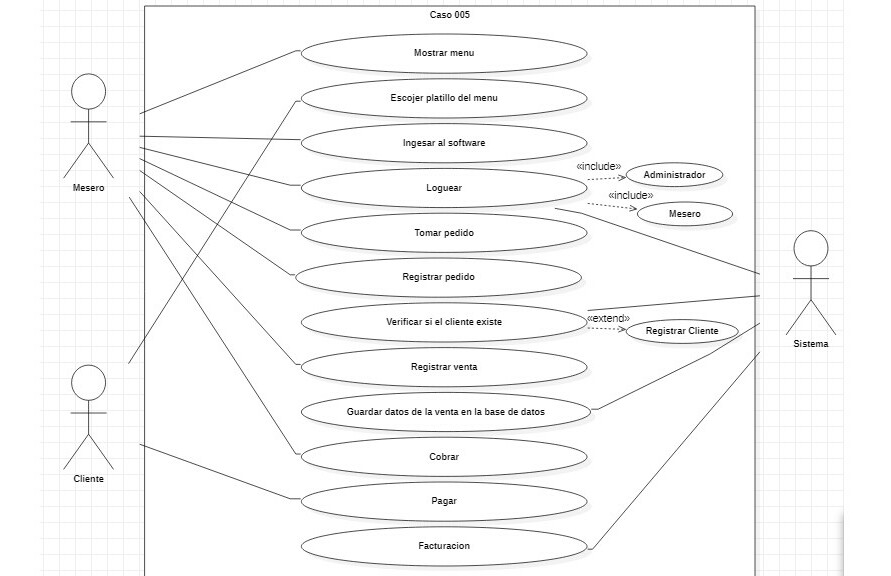 Caso 005
Mostrar menu
Escojer platillo del menu
Ingesar al software
«include»
Administrador
Loguear
«include»
Mesero
Mesero
Tomar pedido
Registrar pedido
Verificar si el cliente existe
«extend»
Registrar Cliente
Sistema
Registrar venta
Guardar datos de la venta en la base de datos
Cobrar
Cliente
Pagar
Facturacion